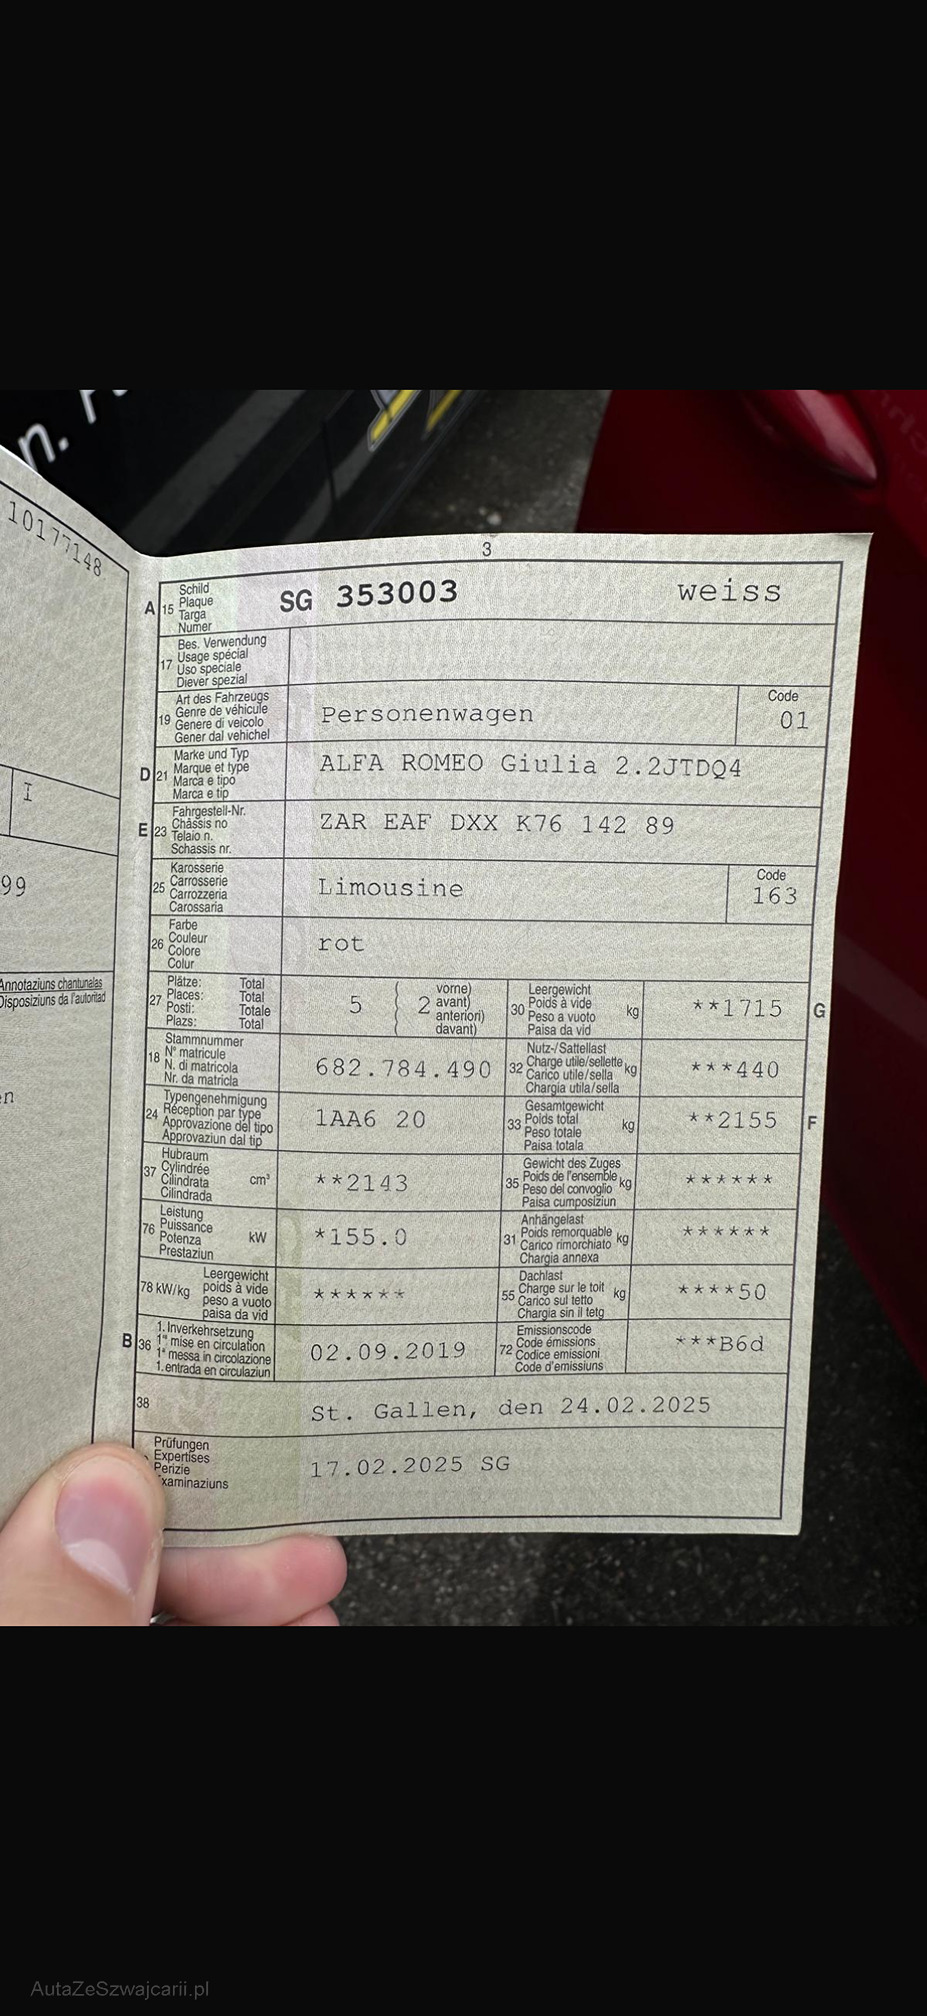 n.
10177148
I
99
Annotaziuns chantunalas
Disposiziuns da l'autoritad
en
3
A 15 Schild
Plaque
Targa
Numer
SG 353003 weiss
17 Bes. Verwendung
Usage spécial
Uso speciale
Diever spezial
19 Art des Fahrzeugs
Genre de véhicule
Genere di veicolo
Gener dal vehichel
Personenwagen
Code
01
D 21 Marke und Typ
Marque et type
Marca e tipo
Marca e tip
ALFA ROMEO Giulia 2.2JTDQ4
E 23 Fahrgestell-Nr.
Châssis no
Telaio n.
Schassis nr.
ZAR EAF DXX K76 142 89
25 Karosserie
Carrosserie
Carrozzeria
Carossaria
Limousine
Code
163
26 Farbe
Couleur
Colore
Colur
rot
27 Plätze: Total
Places: Total
Posti: Totale
Plazs: Total
5 ( 2 vorne)
avant)
anteriori)
davant)
30 Leergewicht
Poids à vide
Peso a vuoto
Paisa da vid
kg
**1715 G
18 Stammnummer
N° matricule
N. di matricola
Nr. da matricla
682.784.490
32 Nutz-/Sattellast
Charge utile/sellette
Carico utile/sella
Chargia utila/sella
kg
***440
24 Typengenehmigung
Réception par type
Approvazione del tipo
Approvaziun dal tip
1AA6 20
33 Gesamtgewicht
Poids total
Peso totale
Paisa totala
kg
**2155 F
37 Hubraum
Cylindrée
Cilindrata
Cilindrada
cm³
**2143
35 Gewicht des Zuges
Poids de l'ensemble
Peso del convoglio
Paisa cumposiziun
kg
******
76 Leistung
Puissance
Potenza
Prestaziun
kW
*155.0
31 Anhängelast
Poids remorquable
Carico rimorchiato
Chargia annexa
kg
******
78 kW/kg Leergewicht
poids à vide
peso a vuoto
paisa da vid
******
55 Dachlast
Charge sur le toit
Carico sul tetto
Chargia sin il tetg
kg
****50
B 36 1. Inverkehrsetzung
1re mise en circulation
1a messa in circolazione
1. entrada en circulaziun
02.09.2019
72 Emissionscode
Code émissions
Codice emissioni
Code d'emissiuns
***B6d
38
St. Gallen, den 24.02.2025
Prüfungen
Expertises
Perizie
Examinaziuns
17.02.2025 SG
AutaZeSzwajcarii.pl